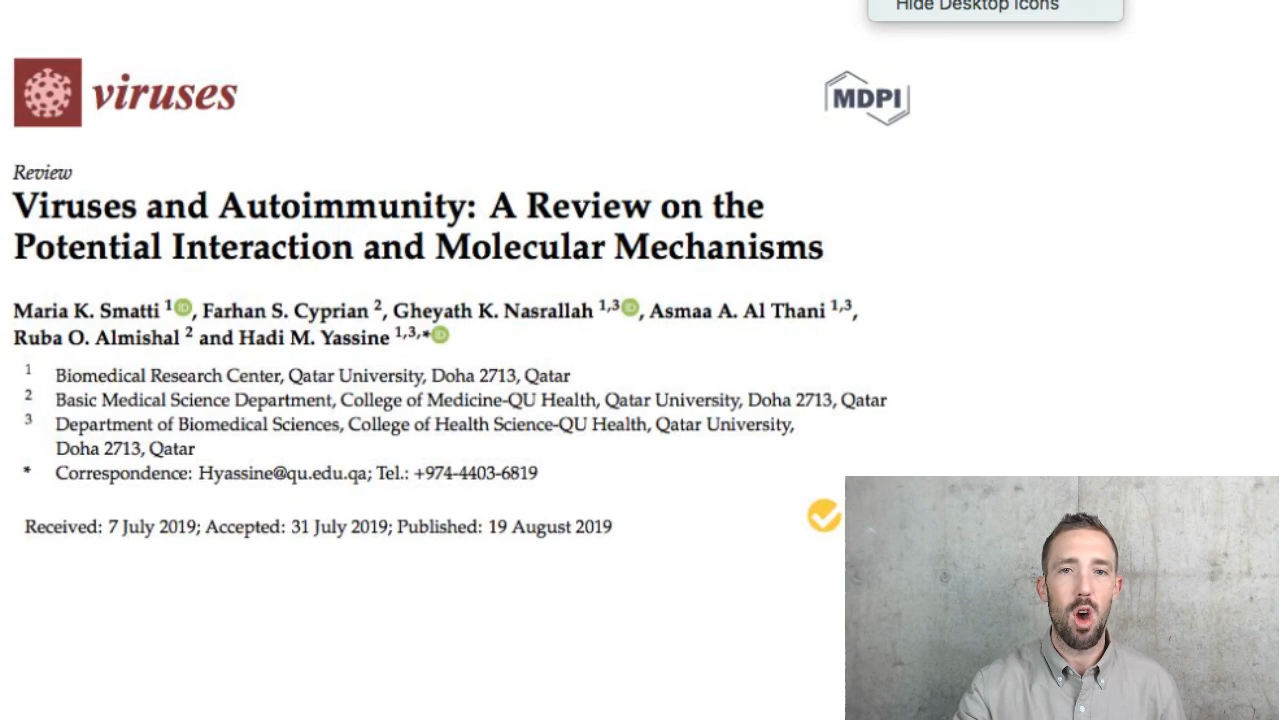 Hide Desktop Icons
viruses
MDPI
Review
Viruses and Autoimmunity: A Review on the
Potential Interaction and Molecular Mechanisms
Maria K. Smatti 1 iD, Farhan S. Cyprian 2, Gheyath K. Nasrallah 1,3 iD, Asmaa A. Al Thani 1,3,
Ruba O. Almishal 2 and Hadi M. Yassine 1,3,* iD
1 Biomedical Research Center, Qatar University, Doha 2713, Qatar
2 Basic Medical Science Department, College of Medicine-QU Health, Qatar University, Doha 2713, Qatar
3 Department of Biomedical Sciences, College of Health Science-QU Health, Qatar University,
Doha 2713, Qatar
* Correspondence: Hyassine@qu.edu.qa; Tel.: +974-4403-6819
Received: 7 July 2019; Accepted: 31 July 2019; Published: 19 August 2019